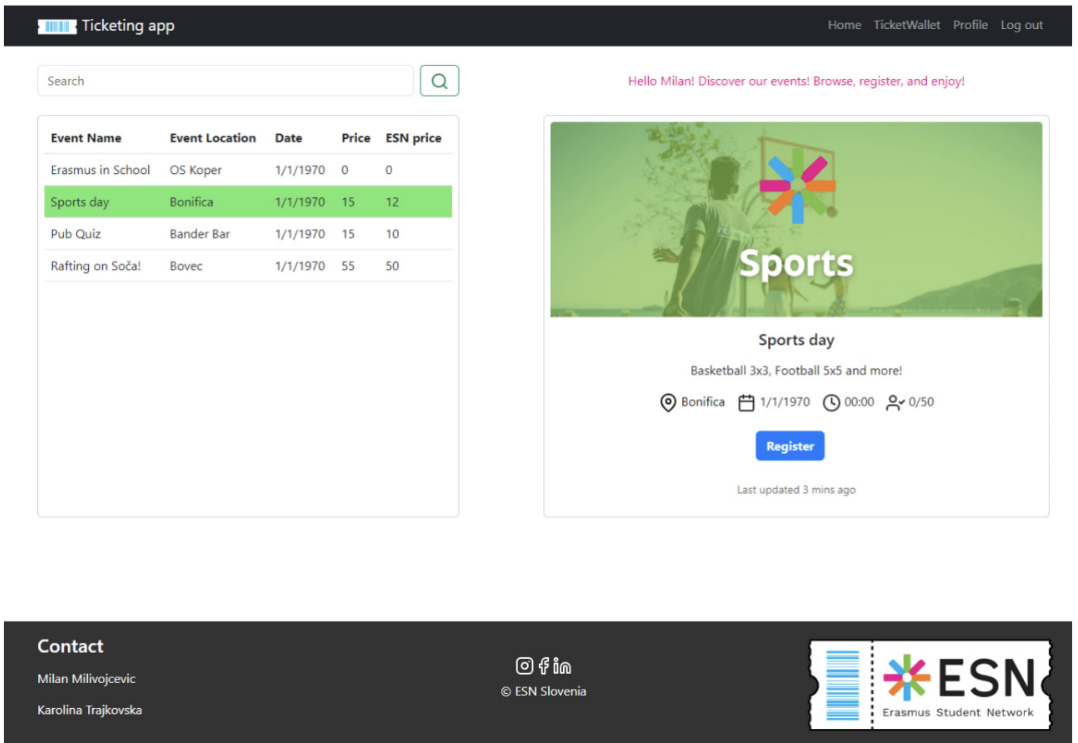 Ticketing app
Home TicketWallet Profile Log out
Search
Hello Milan! Discover our events! Browse, register, and enjoy!
Event Name Event Location Date Price ESN price
Erasmus in School OS Koper 1/1/1970 0 0
Sports day Bonifica 1/1/1970 15 12
Pub Quiz Bander Bar 1/1/1970 15 10
Rafting on Soča! Bovec 1/1/1970 55 50
Sports
Sports day
Basketball 3x3, Football 5x5 and more!
Bonifica 1/1/1970 00:00 0/50
Register
Last updated 3 mins ago
Contact
Milan Milivojcevic
Karolina Trajkovska
© ESN Slovenia
ESN
Erasmus Student Network